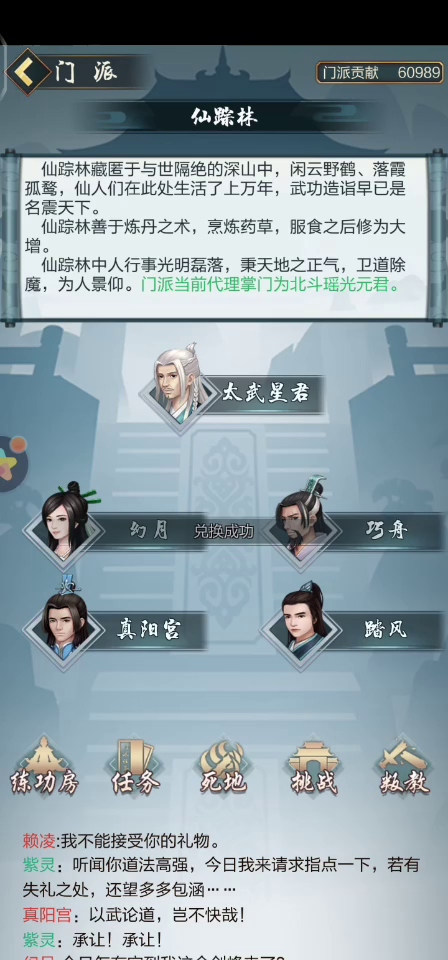 门派
门派贡献 60989
仙踪林
仙踪林藏匿于与世隔绝的深山中，闲云野鹤、落霞
孤鹜，仙人们在此处生活了上万年，武功造诣早已是
名震天下。
仙踪林善于炼丹之术，烹炼药草，服食之后修为大
增。
仙踪林中人行事光明磊落，秉天地之正气，卫道除
魔，为人景仰。门派当前代理掌门为北斗瑶光元君。
太武星君
幻月 兑换成功 巧舟
真阳宫 踏风
练功房 任务 死地 挑战 叛教
赖凌:我不能接受你的礼物。
紫灵：听闻你道法高强，今日我来请求指点一下，若有
失礼之处，还望多多包涵……
真阳宫：以武论道，岂不快哉！
紫灵：承让！承让！